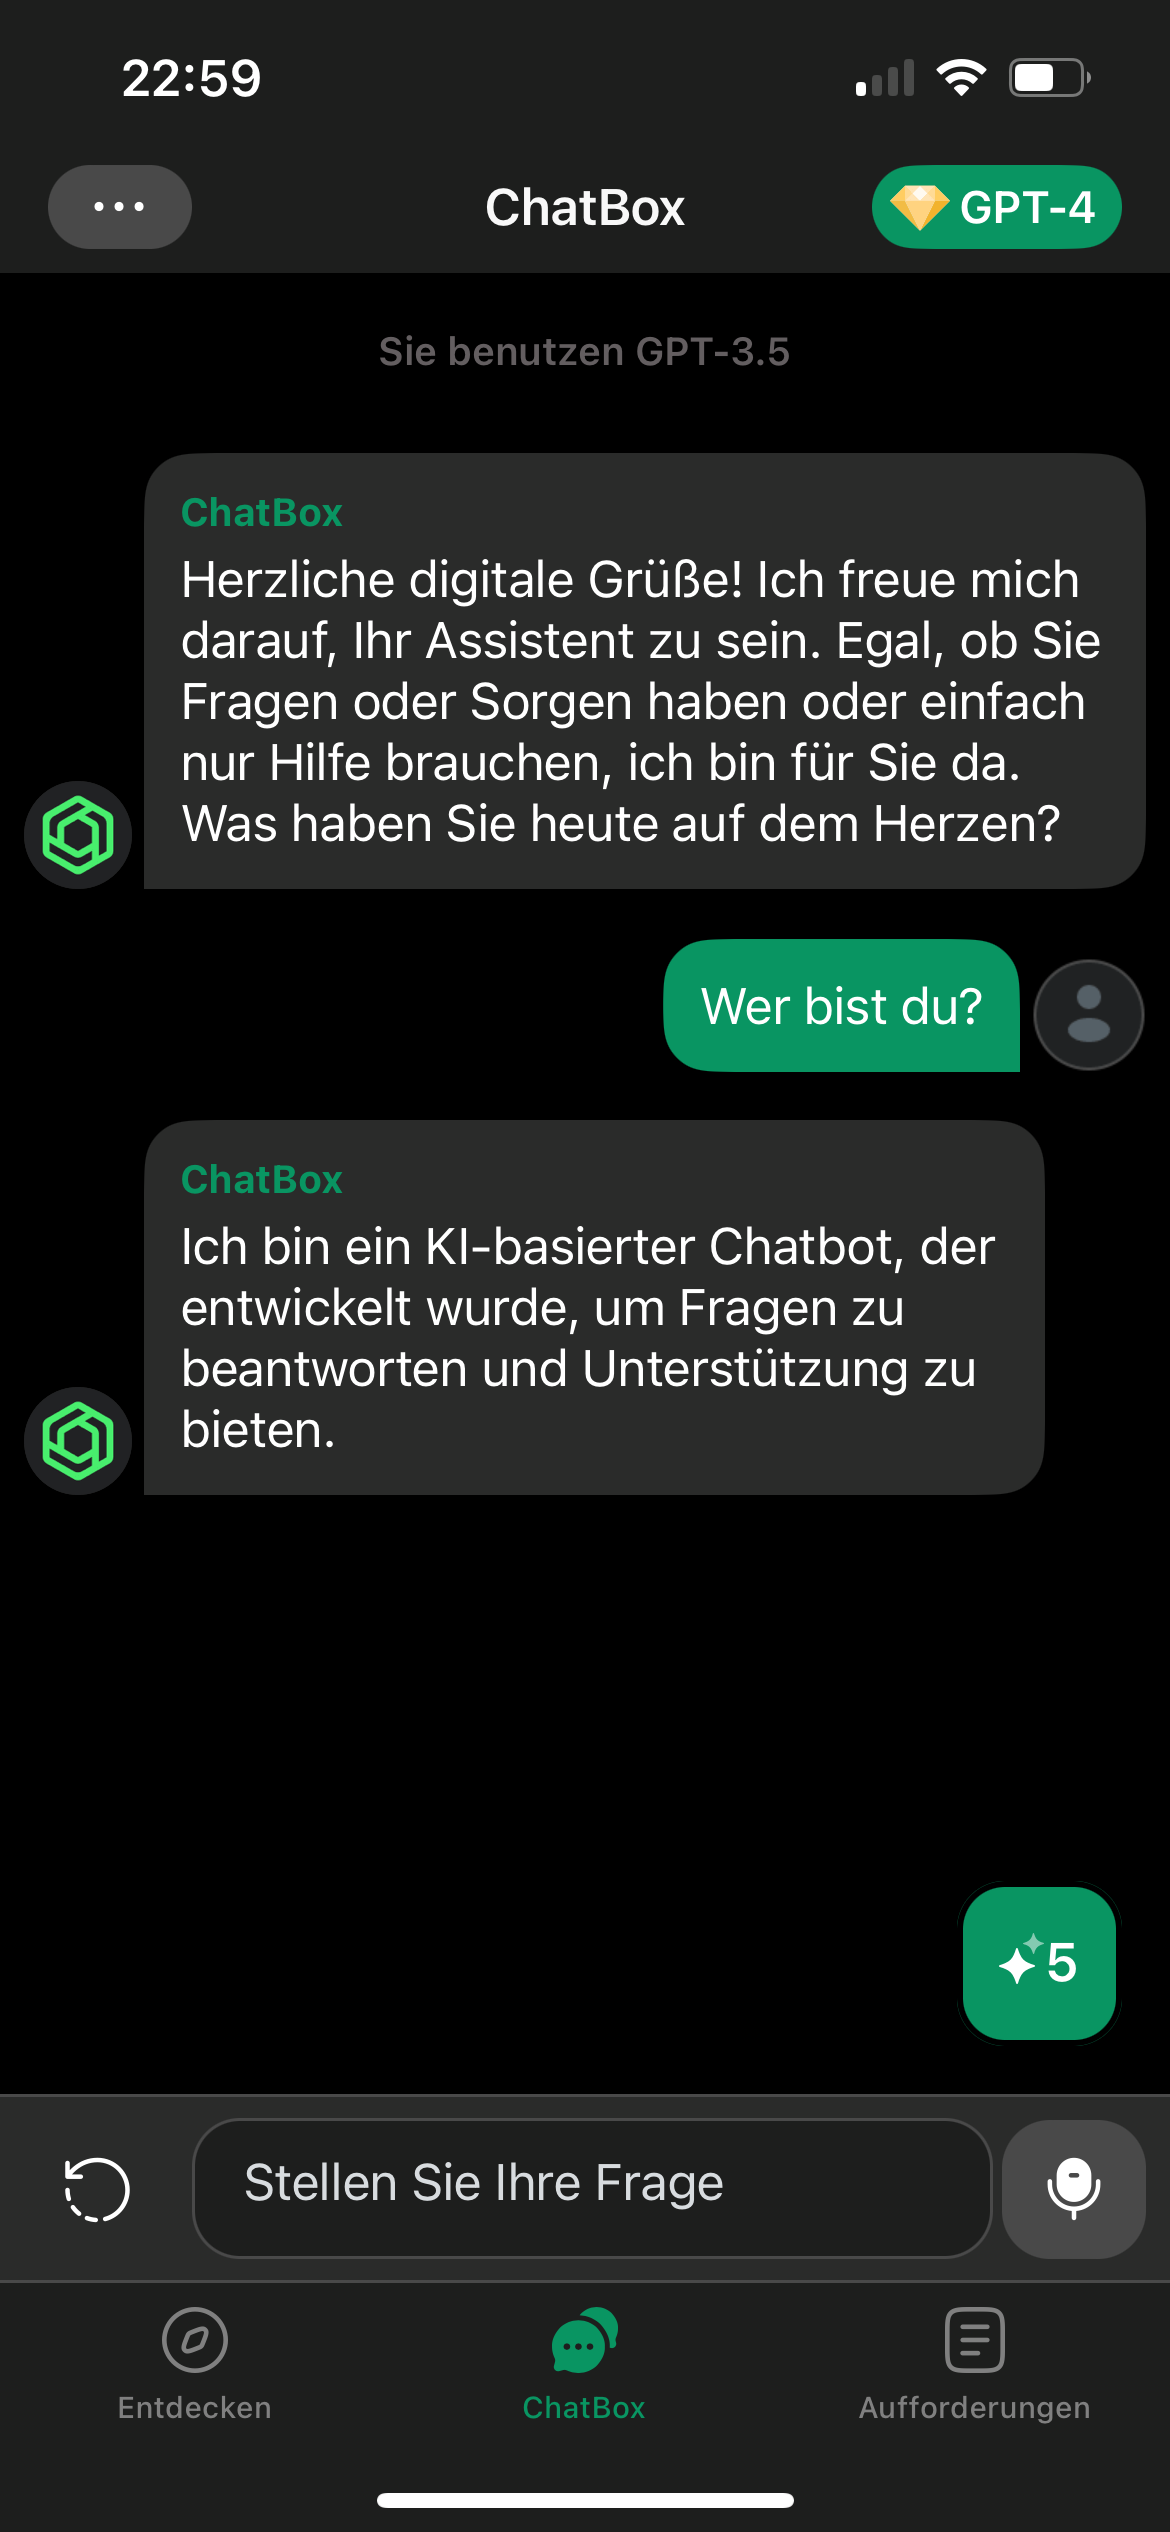 22:59
ChatBox
GPT-4
Sie benutzen GPT-3.5
ChatBox
Herzliche digitale Grüße! Ich freue mich
darauf, Ihr Assistent zu sein. Egal, ob Sie
Fragen oder Sorgen haben oder einfach
nur Hilfe brauchen, ich bin für Sie da.
Was haben Sie heute auf dem Herzen?
Wer bist du?
ChatBox
Ich bin ein KI-basierter Chatbot, der
entwickelt wurde, um Fragen zu
beantworten und Unterstützung zu
bieten.
5
Stellen Sie Ihre Frage
Entdecken
ChatBox
Aufforderungen